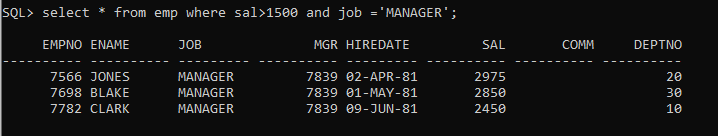 SQL> select * from emp where sal>1500 and job ='MANAGER';
     EMPNO ENAME      JOB              MGR HIREDATE         SAL       COMM     DEPTNO
---------- ---------- --------- ---------- --------- ---------- ---------- ----------
      7566 JONES      MANAGER         7839 02-APR-81       2975                    20
      7698 BLAKE      MANAGER         7839 01-MAY-81       2850                    30
      7782 CLARK      MANAGER         7839 09-JUN-81       2450                    10